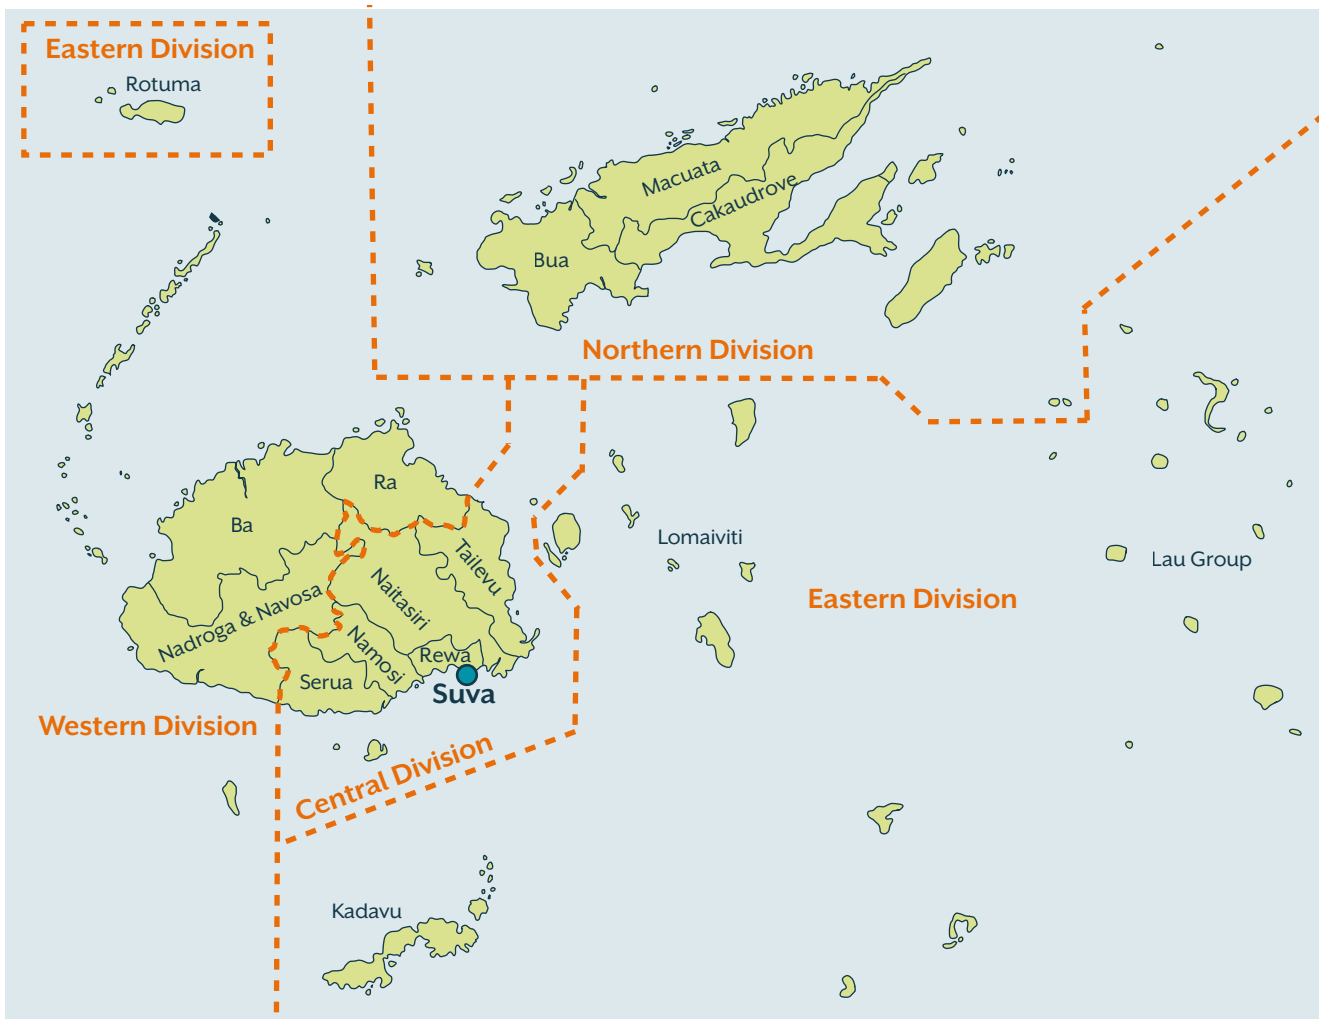 Eastern Division
Rotuma
Macuata
Cakaudrove
Bua
Northern Division
Ra
Ba
Tailevu
Lomaiviti
Lau Group
Naitasiri
Eastern Division
Nadroga & Navosa
Namosi
Rewa
Serua
Suva
Western Division
Central Division
Kadavu